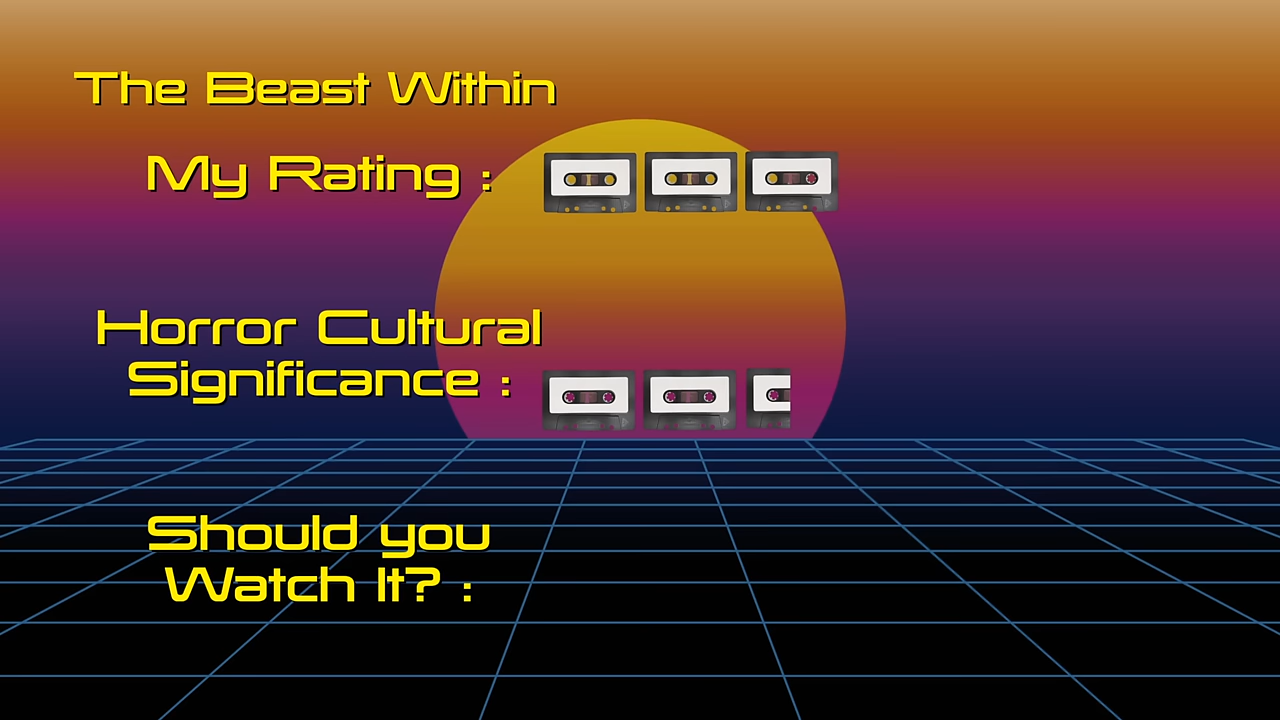 The Beast Within
My Rating :
Horror Cultural
Significance :
Should you
Watch It? :